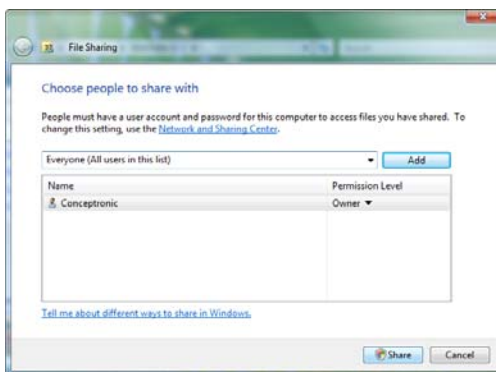 File Sharing
Choose people to share with
People must have a user account and password for this computer to access files you have shared. To
change this setting, use the Network and Sharing Center.
Everyone (All users in this list)
Add
Name Permission Level
Conceptronic Owner
Tell me about different ways to share in Windows.
Share Cancel